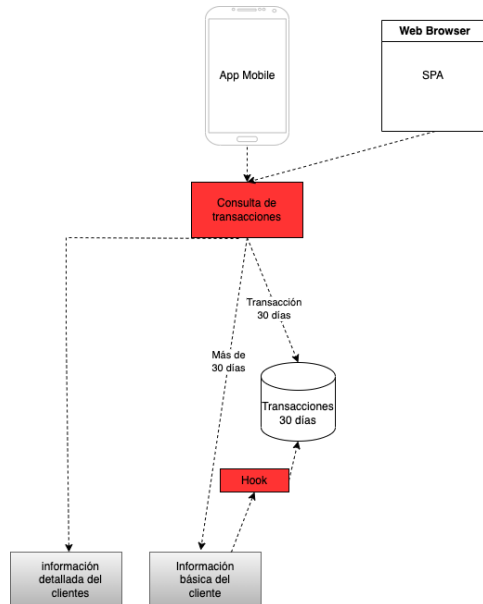 Web Browser
App Mobile
SPA
Consulta de
transacciones
Transacción
30 días
Más de
30 días
Transacciones
30 días
Hook
información
detallada del
clientes
Información
básica del
cliente